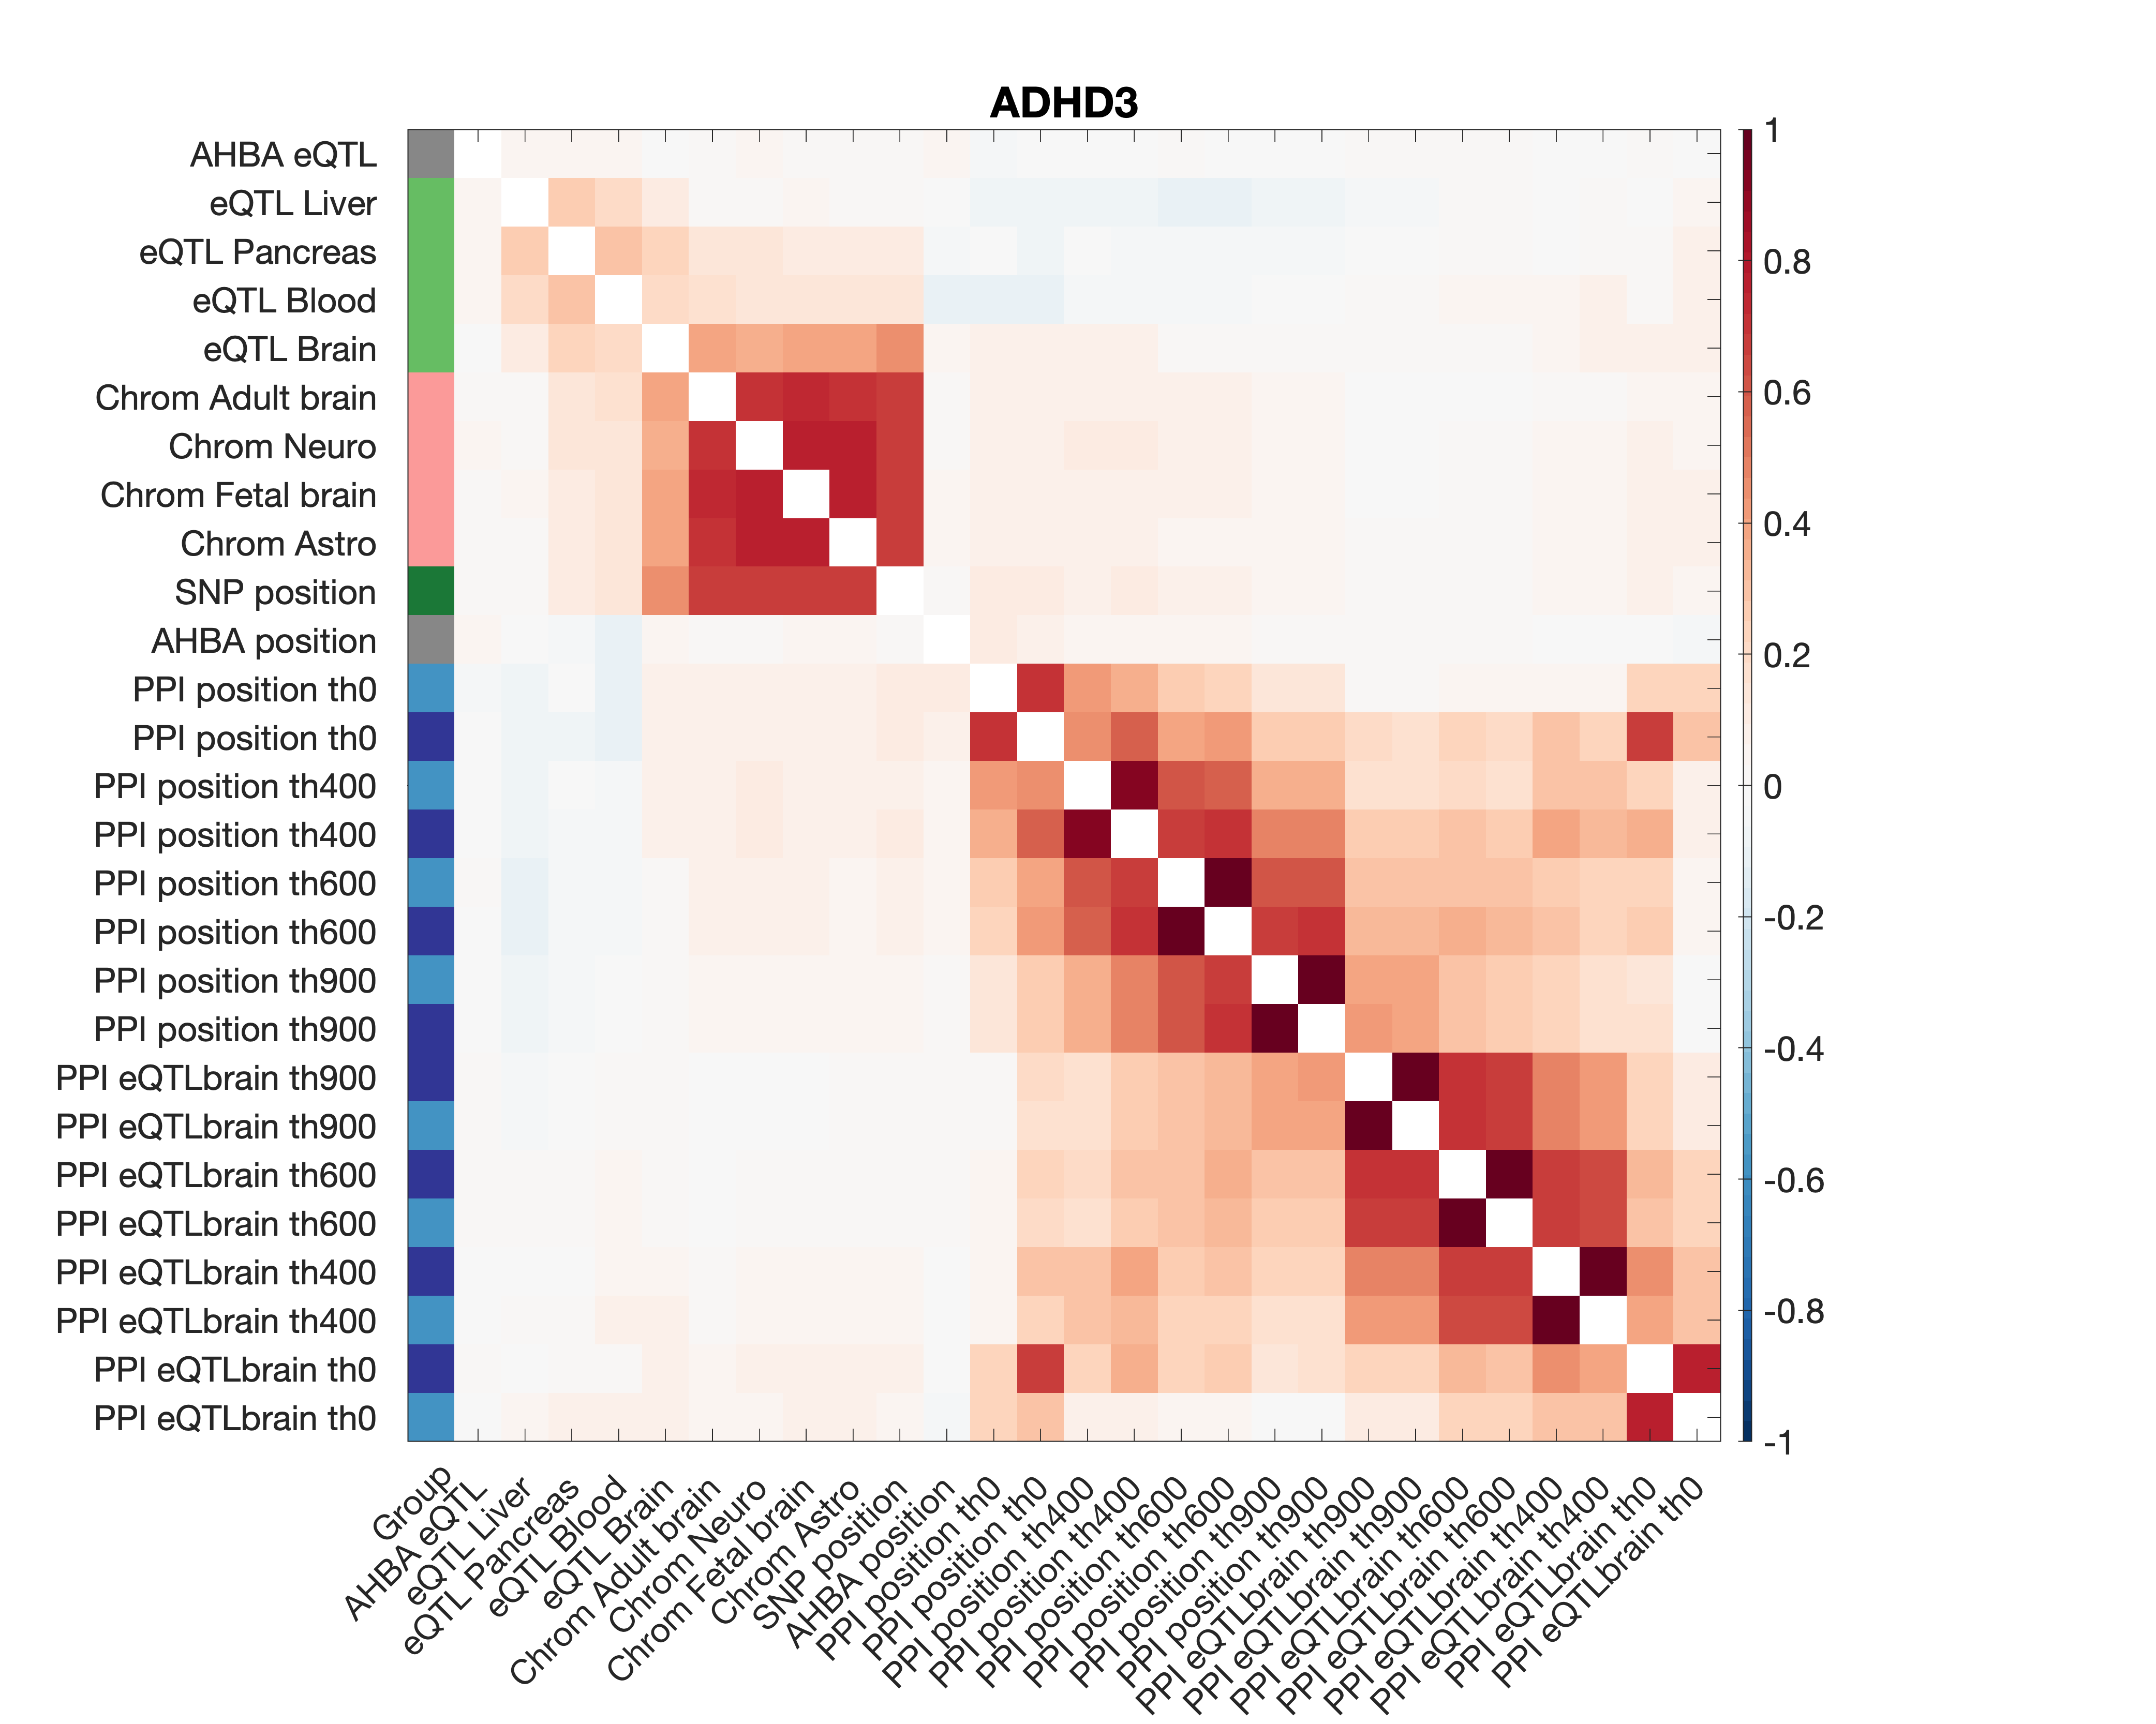 ADHD3
AHBA eQTL
eQTL Liver
eQTL Pancreas
eQTL Blood
eQTL Brain
Chrom Adult brain
Chrom Neuro
Chrom Fetal brain
Chrom Astro
SNP position
AHBA position
PPI position th0
PPI position th0
PPI position th400
PPI position th400
PPI position th600
PPI position th600
PPI position th900
PPI position th900
PPI eQTLbrain th900
PPI eQTLbrain th900
PPI eQTLbrain th600
PPI eQTLbrain th600
PPI eQTLbrain th400
PPI eQTLbrain th400
PPI eQTLbrain th0
PPI eQTLbrain th0
1
0.8
0.6
0.4
0.2
0
-0.2
-0.4
-0.6
-0.8
-1
Group
AHBA eQTL
eQTL Liver
eQTL Pancreas
eQTL Blood
eQTL Brain
Chrom Adult brain
Chrom Neuro
Chrom Fetal brain
Chrom Astro
SNP position
AHBA position
PPI position th0
PPI position th0
PPI position th400
PPI position th400
PPI position th600
PPI position th600
PPI position th900
PPI position th900
PPI eQTLbrain th900
PPI eQTLbrain th900
PPI eQTLbrain th600
PPI eQTLbrain th600
PPI eQTLbrain th400
PPI eQTLbrain th400
PPI eQTLbrain th0
PPI eQTLbrain th0